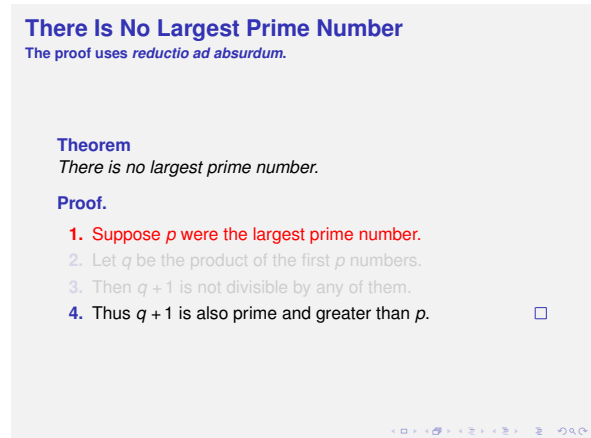 There Is No Largest Prime Number
The proof uses reductio ad absurdum.
Theorem
There is no largest prime number.
Proof.
1. Suppose p were the largest prime number.
2. Let q be the product of the first p numbers.
3. Then q + 1 is not divisible by any of them.
4. Thus q + 1 is also prime and greater than p.